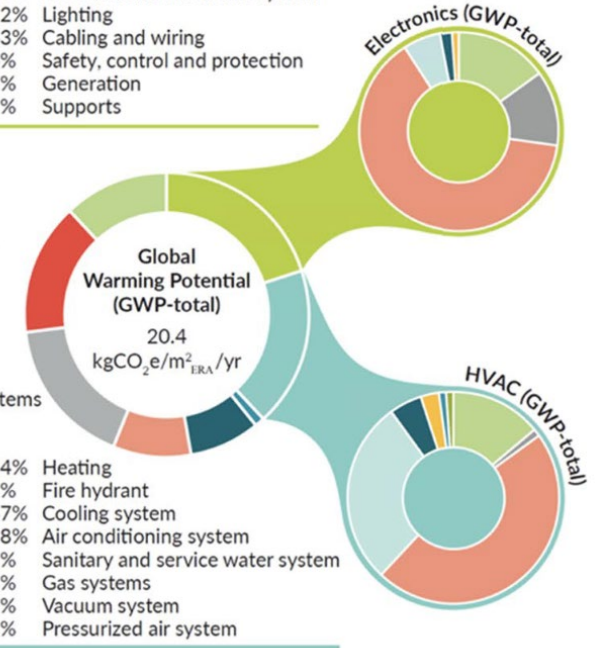 2% Lighting
3% Cabling and wiring
% Safety, control and protection
% Generation
% Supports
Electronics (GWP-total)
Global
Warming Potential
(GWP-total)
20.4
kgCO₂e/m²ERA/yr
HVAC (GWP-total)
tems
4% Heating
% Fire hydrant
7% Cooling system
8% Air conditioning system
% Sanitary and service water system
% Gas systems
% Vacuum system
% Pressurized air system